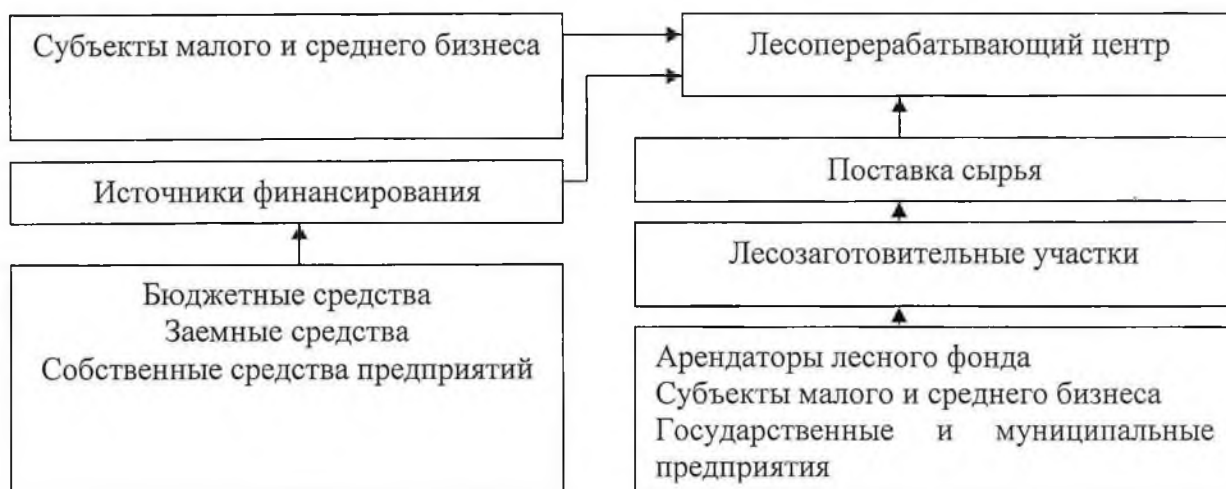 Субъекты малого и среднего бизнеса
Лесоперерабатывающий центр
Источники финансирования
Поставка сырья
Лесозаготовительные участки
Бюджетные средства
Заемные средства
Собственные средства предприятий
Арендаторы лесного фонда
Субъекты малого и среднего бизнеса
Государственные и муниципальные
предприятия